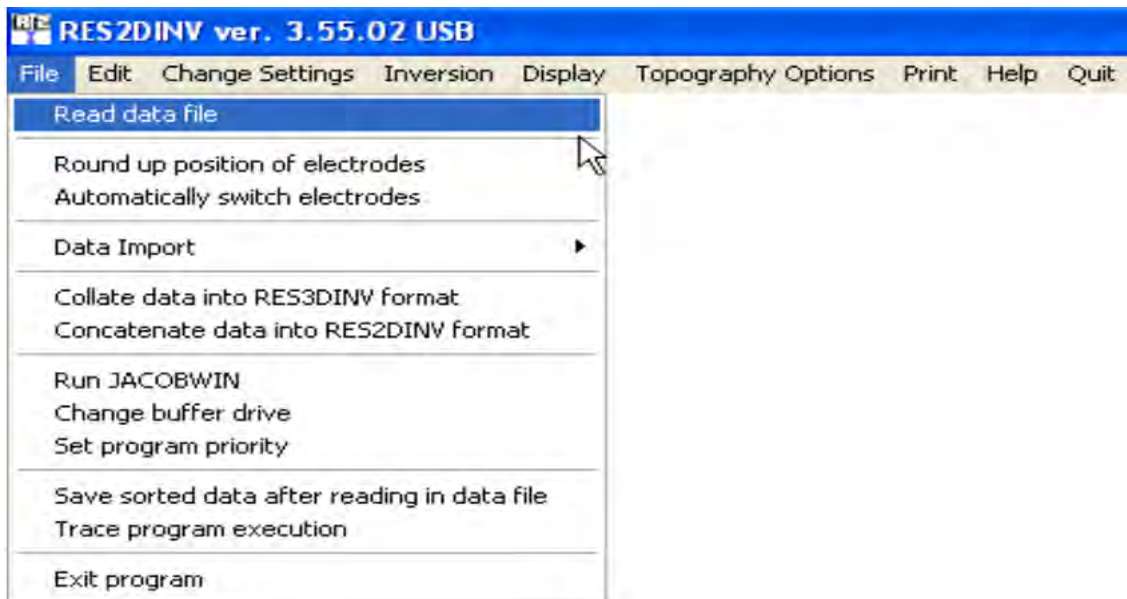 RES2DINV ver. 3.55.02 USB
File Edit Change Settings Inversion Display Topography Options Print Help Quit
Read data file
Round up position of electrodes
Automatically switch electrodes
Data Import
Collate data into RES3DINV format
Concatenate data into RES2DINV format
Run JACOBWIN
Change buffer drive
Set program priority
Save sorted data after reading in data file
Trace program execution
Exit program